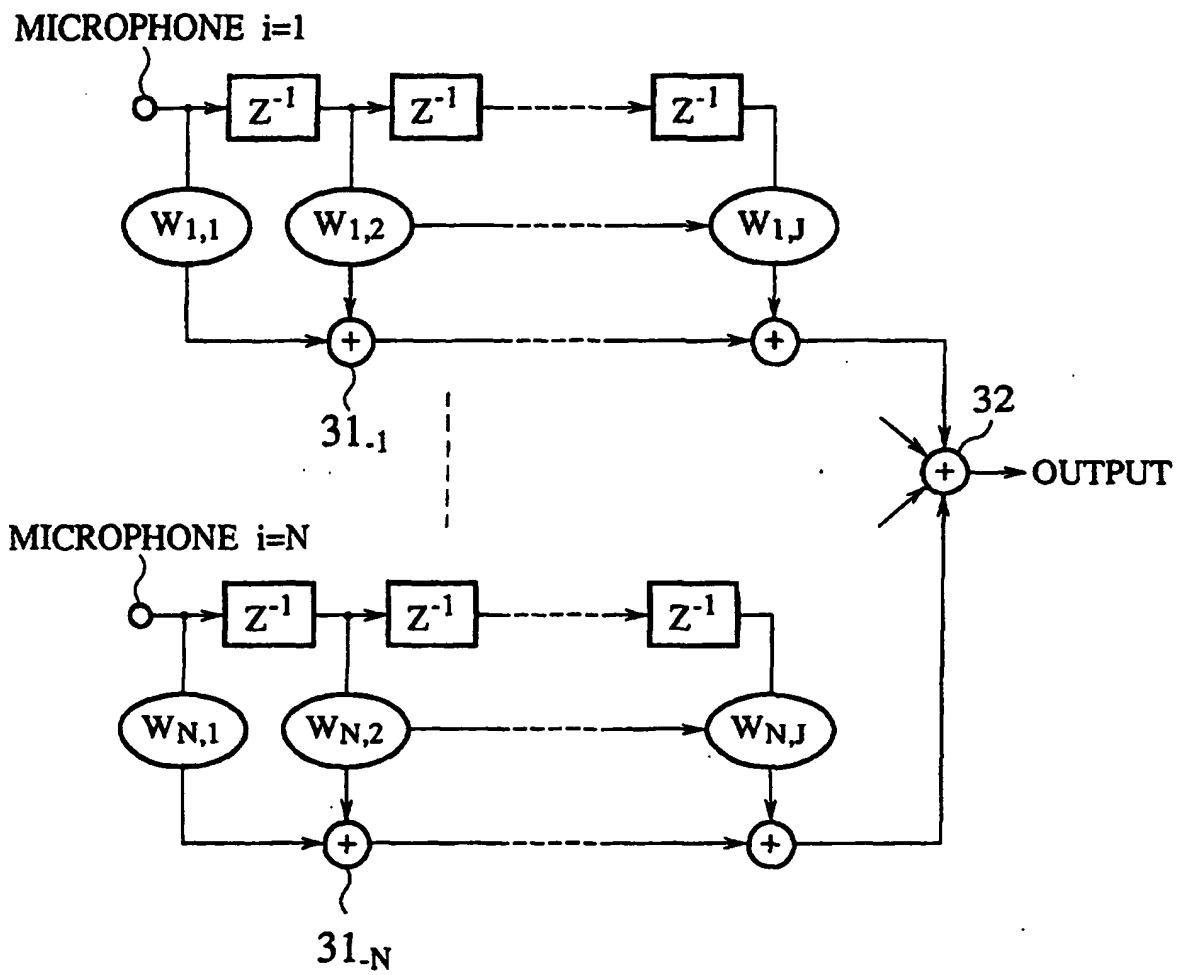 MICROPHONE i=1
Z-1 Z-1 Z-1
W1,1 W1,2 W1,J
+ +
31-1
32
+ OUTPUT
MICROPHONE i=N
Z-1 Z-1 Z-1
WN,1 WN,2 WN,J
+ +
31-N